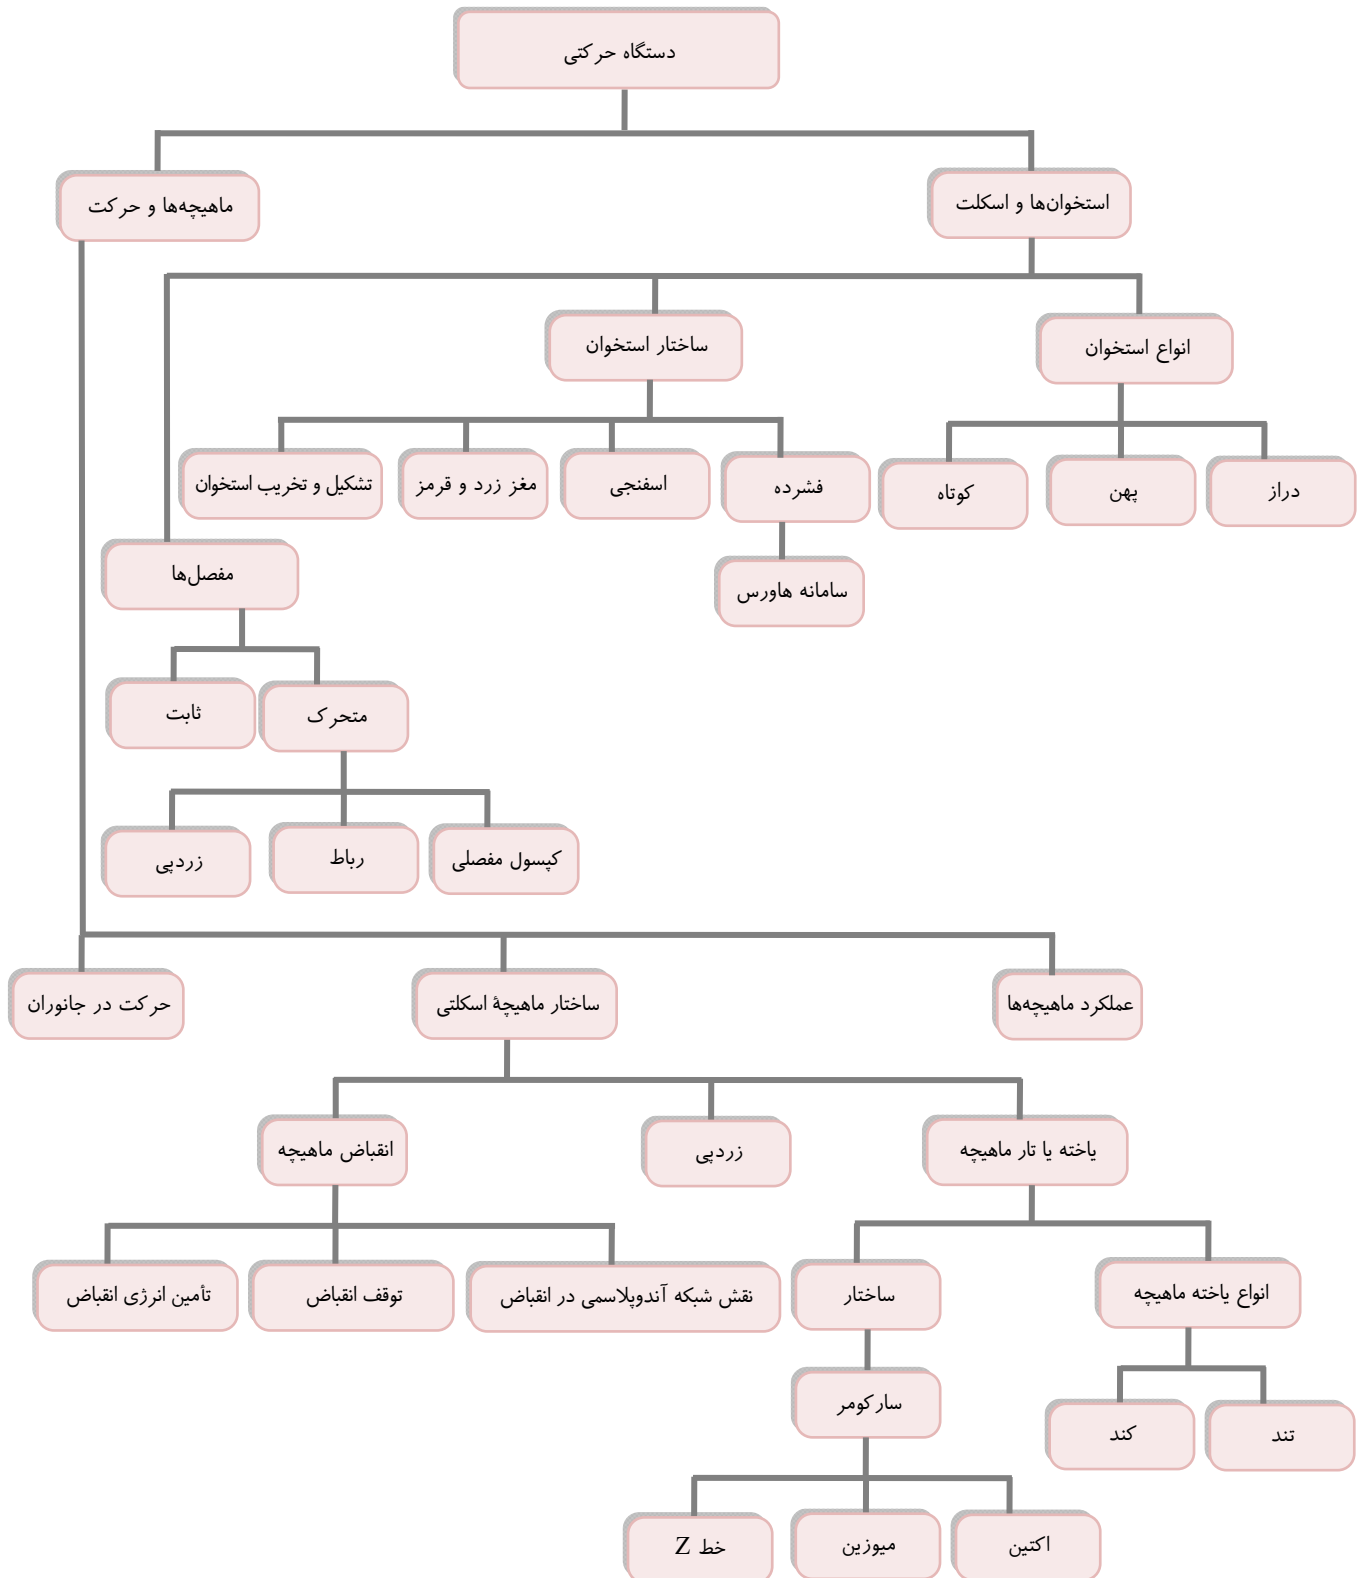 دستگاه حرکتی
استخوان‌ها و اسکلت
ماهیچه‌ها و حرکت
انواع استخوان
ساختار استخوان
دراز
پهن
کوتاه
فشرده
اسفنجی
مغز زرد و قرمز
تشکیل و تخریب استخوان
سامانه هاورس
مفصل‌ها
متحرک
ثابت
کپسول مفصلی
رباط
زردپی
عملکرد ماهیچه‌ها
ساختار ماهیچهٔ اسکلتی
حرکت در جانوران
یاخته یا تار ماهیچه
زردپی
انقباض ماهیچه
انواع یاخته ماهیچه
ساختار
نقش شبکه آندوپلاسمی در انقباض
توقف انقباض
تأمین انرژی انقباض
سارکومر
تند
کند
اکتین
میوزین
خط Z